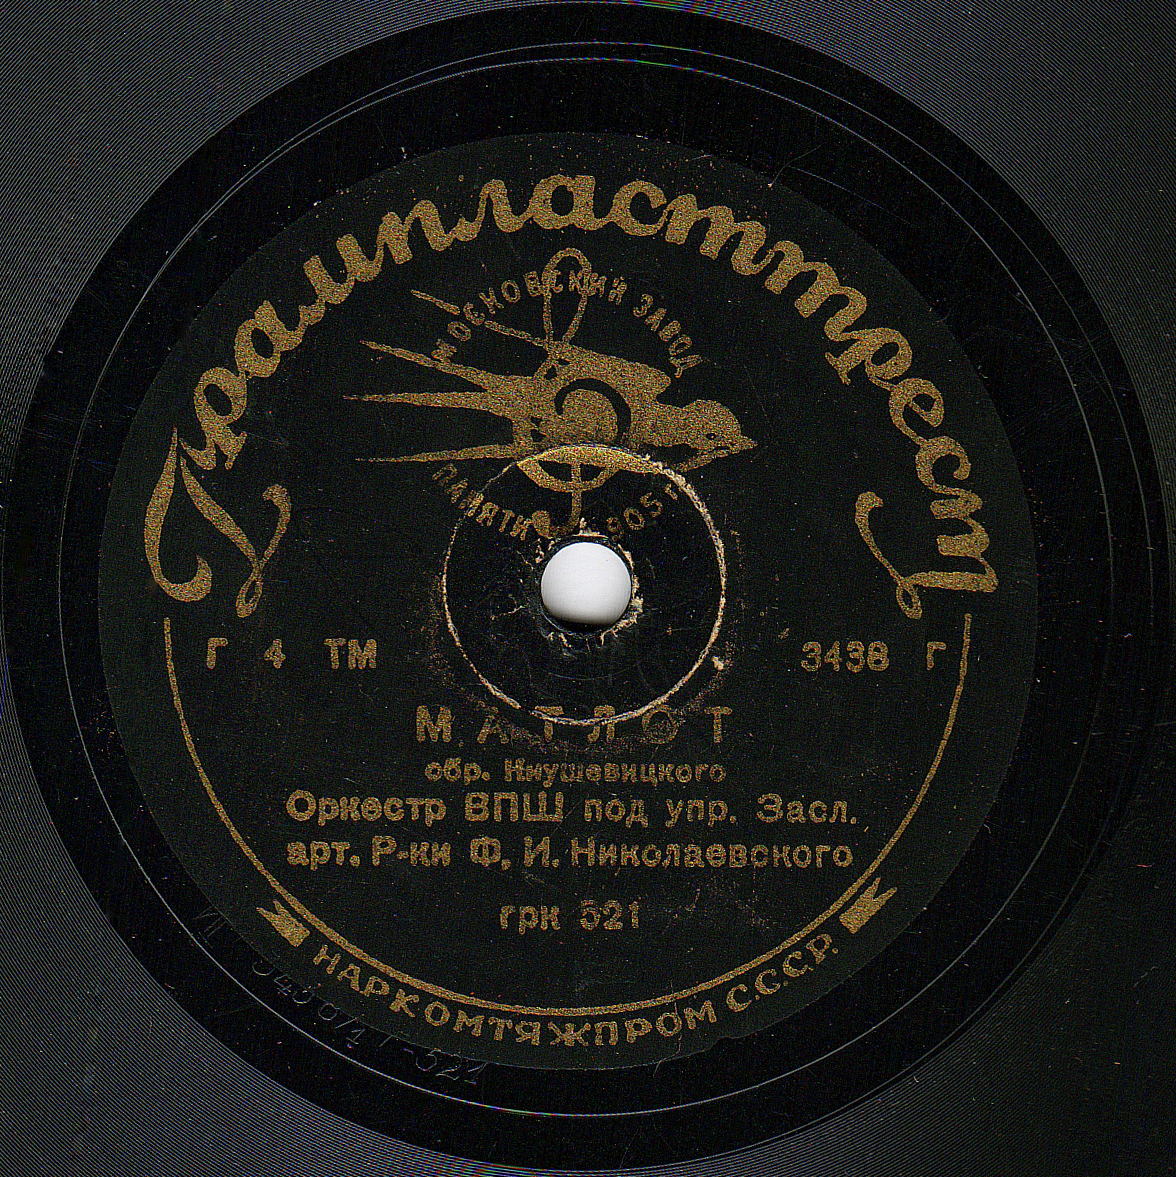 Грампласттрест
МОСКОВСКИЙ ЗАВОД
ПАМЯТИ 1905 г
Г 4 ТМ 3438 Г
МАТЛОТ
обр. Кнушевицкого
Оркестр ВПШ под упр. Засл.
арт. Р-ки Ф. И. Николаевского
грк 521
НАРКОМТЯЖПРОМ С.С.С.Р.